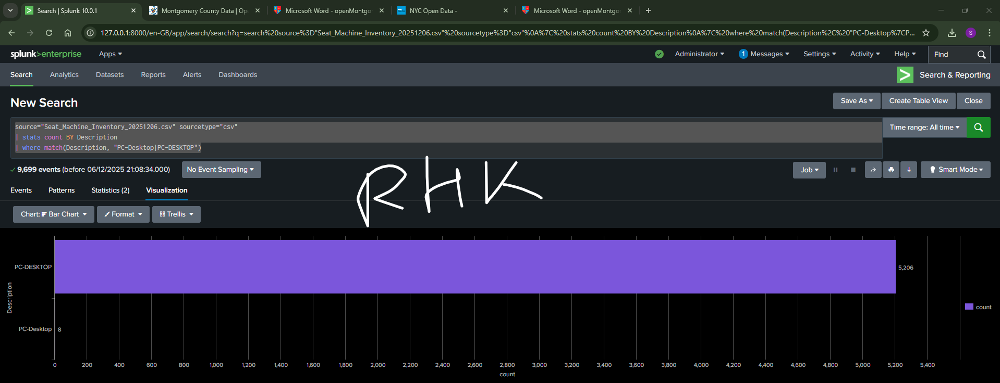 Search | Splunk 10.0.1
Montgomery County Data | Ope
Microsoft Word - openMontgo
NYC Open Data -
Microsoft Word - openMontgo
127.0.0.1:8000/en-GB/app/search/search?q=search%20source%3D"Seat_Machine_Inventory_20251206.csv"%20sourcetype%3D"csv"%0A%7C%20stats%20count%20BY%20Description%0A%7C%20where%20match(Description%2C%20"PC-Desktop%7CP...
S
splunk>enterprise
Apps
Administrator
1 Messages
Settings
Activity
Help
Find
Search
Analytics
Datasets
Reports
Alerts
Dashboards
Search & Reporting
New Search
Save As
Create Table View
Close
source="Seat_Machine_Inventory_20251206.csv" sourcetype="csv"
| stats count BY Description
| where match(Description, "PC-Desktop|PC-DESKTOP")
Time range: All time
9,699 events (before 06/12/2025 21:08:34.000)
No Event Sampling
RHK
Job
Smart Mode
Events
Patterns
Statistics (2)
Visualization
Chart: Bar Chart
Format
Trellis
PC-DESKTOP
5,206
Description
count
PC-Desktop
8
0 200 400 600 800 1,000 1,200 1,400 1,600 1,800 2,000 2,200 2,400 2,600 2,800 3,000 3,200 3,400 3,600 3,800 4,000 4,200 4,400 4,600 4,800 5,000 5,200 5,400
count